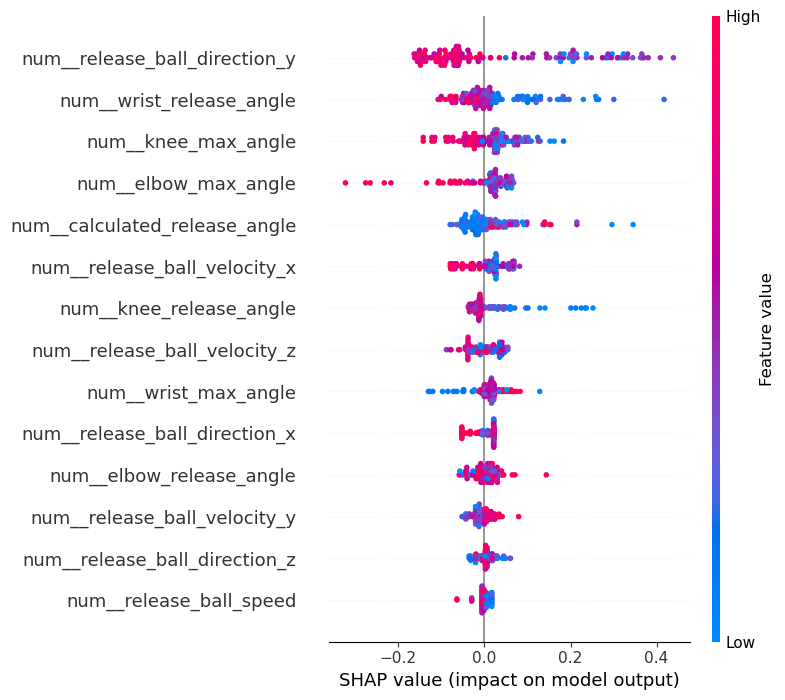 High
num__release_ball_direction_y
num__wrist_release_angle
num__knee_max_angle
num__elbow_max_angle
num__calculated_release_angle
num__release_ball_velocity_x
num__knee_release_angle
num__release_ball_velocity_z
num__wrist_max_angle
num__release_ball_direction_x
num__elbow_release_angle
num__release_ball_velocity_y
num__release_ball_direction_z
num__release_ball_speed
Feature value
Low
−0.2 0.0 0.2 0.4
SHAP value (impact on model output)